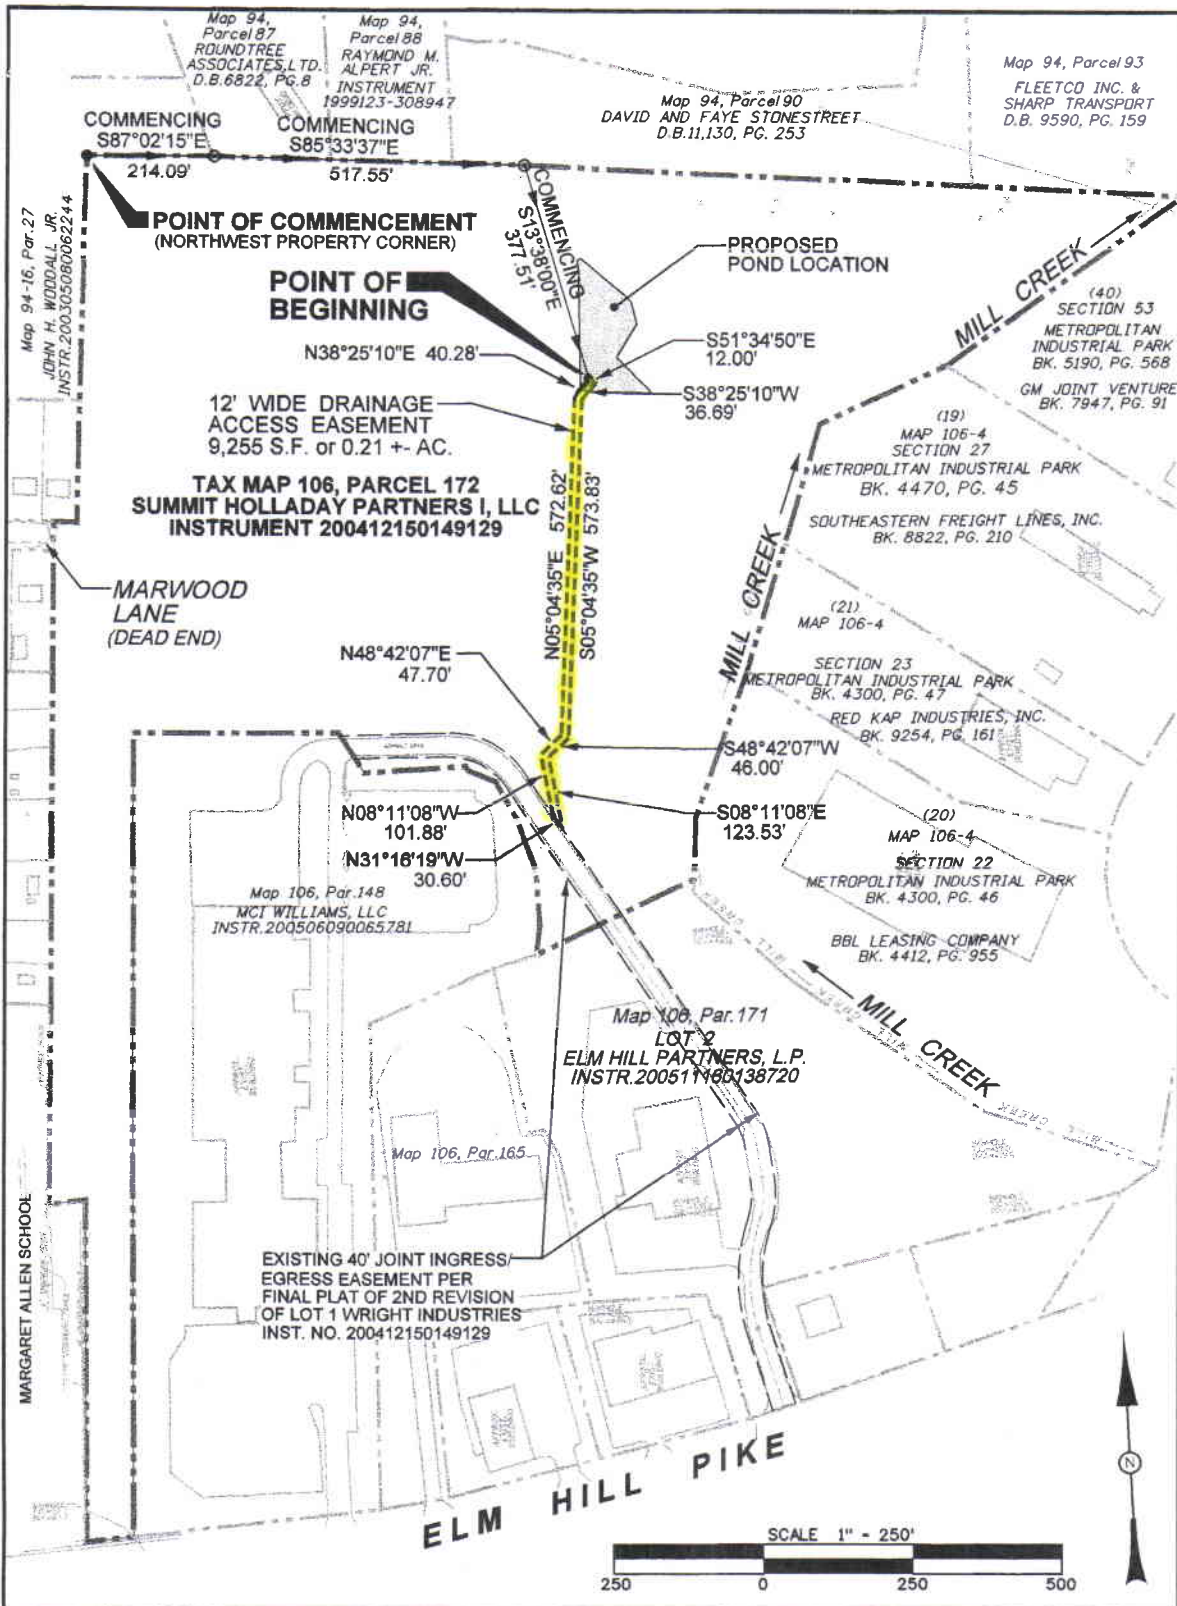 Map 94,
Parcel 87
ROUNDTREE
ASSOCIATES, LTD.
D.B.6822, PG.8
Map 94,
Parcel 88
RAYMOND M.
ALPERT JR.
INSTRUMENT
1999123-308947
Map 94, Parcel 90
DAVID AND FAYE STONESTREET
D.B.11,130, PG. 253
Map 94, Parcel 93
FLEETCO INC. &
SHARP TRANSPORT
D.B. 9590, PG. 159
COMMENCING
S87°02'15"E
214.09'
COMMENCING
S85°33'37"E
517.55'
COMMENCING
S13°38'00"E
377.51'
POINT OF COMMENCEMENT
(NORTHWEST PROPERTY CORNER)
Map 94-16, Par.27
JOHN H. WOODALL JR.
INSTR.200305080062244
PROPOSED
POND LOCATION
POINT OF
BEGINNING
MILL CREEK
N38°25'10"E 40.28'
S51°34'50"E
12.00'
S38°25'10"W
36.69'
(40)
SECTION 53
METROPOLITAN
INDUSTRIAL PARK
BK. 5190, PG. 568
GM JOINT VENTURE
BK. 7947, PG. 91
12' WIDE DRAINAGE
ACCESS EASEMENT
9,255 S.F. or 0.21 +- AC.
TAX MAP 106, PARCEL 172
SUMMIT HOLLADAY PARTNERS I, LLC
INSTRUMENT 200412150149129
N05°04'35"E 572.62'
S05°04'35"W 573.83'
(19)
MAP 106-4
SECTION 27
METROPOLITAN INDUSTRIAL PARK
BK. 4470, PG. 45
SOUTHEASTERN FREIGHT LINES, INC.
BK. 8822, PG. 210
MARWOOD
LANE
(DEAD END)
MILL CREEK
(21)
MAP 106-4
SECTION 23
METROPOLITAN INDUSTRIAL PARK
BK. 4300, PG. 47
RED KAP INDUSTRIES, INC.
BK. 9254, PG 161
N48°42'07"E
47.70'
S48°42'07"W
46.00'
N08°11'08"W
101.88'
S08°11'08"E
123.53'
N31°16'19"W
30.60'
(20)
MAP 106-4
SECTION 22
METROPOLITAN INDUSTRIAL PARK
BK. 4300, PG. 46
BBL LEASING COMPANY
BK. 4412, PG. 955
Map 106, Par.148
MCI WILLIAMS, LLC
INSTR.200506090065781
MILL CREEK
MILL CREEK
Map 106, Par.171
LOT 2
ELM HILL PARTNERS, L.P.
INSTR.200511160138720
Map 106, Par.165
MARGARET ALLEN SCHOOL
EXISTING 40' JOINT INGRESS/
EGRESS EASEMENT PER
FINAL PLAT OF 2ND REVISION
OF LOT 1 WRIGHT INDUSTRIES
INST. NO. 200412150149129
ELM HILL PIKE
N
SCALE 1" - 250'
250 0 250 500